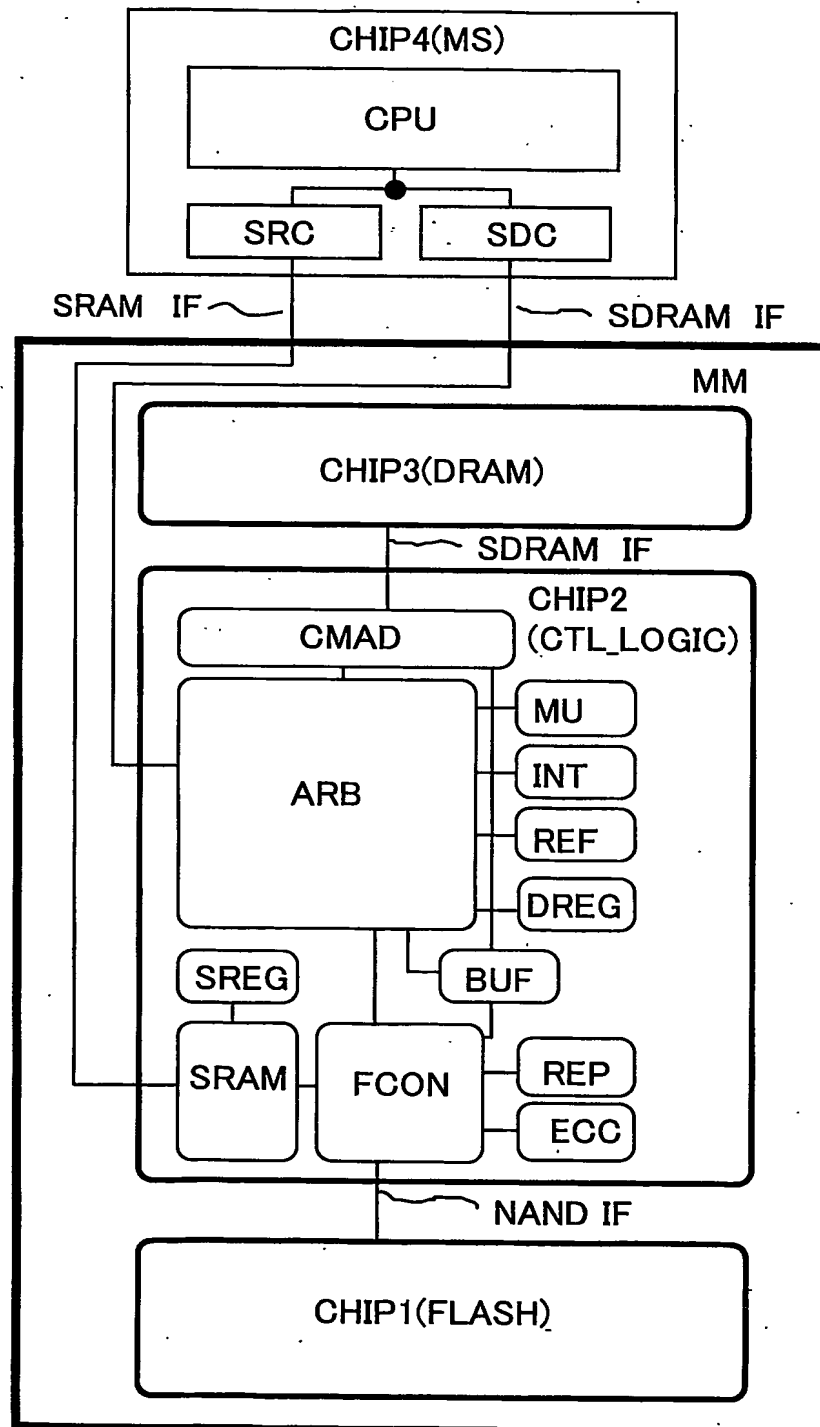 CHIP4(MS)
CPU
SRC
SDC
SRAM IF
SDRAM IF
MM
CHIP3(DRAM)
SDRAM IF
CHIP2
(CTL_LOGIC)
CMAD
MU
ARB
INT
REF
DREG
SREG
BUF
SRAM
FCON
REP
ECC
NAND IF
CHIP1(FLASH)